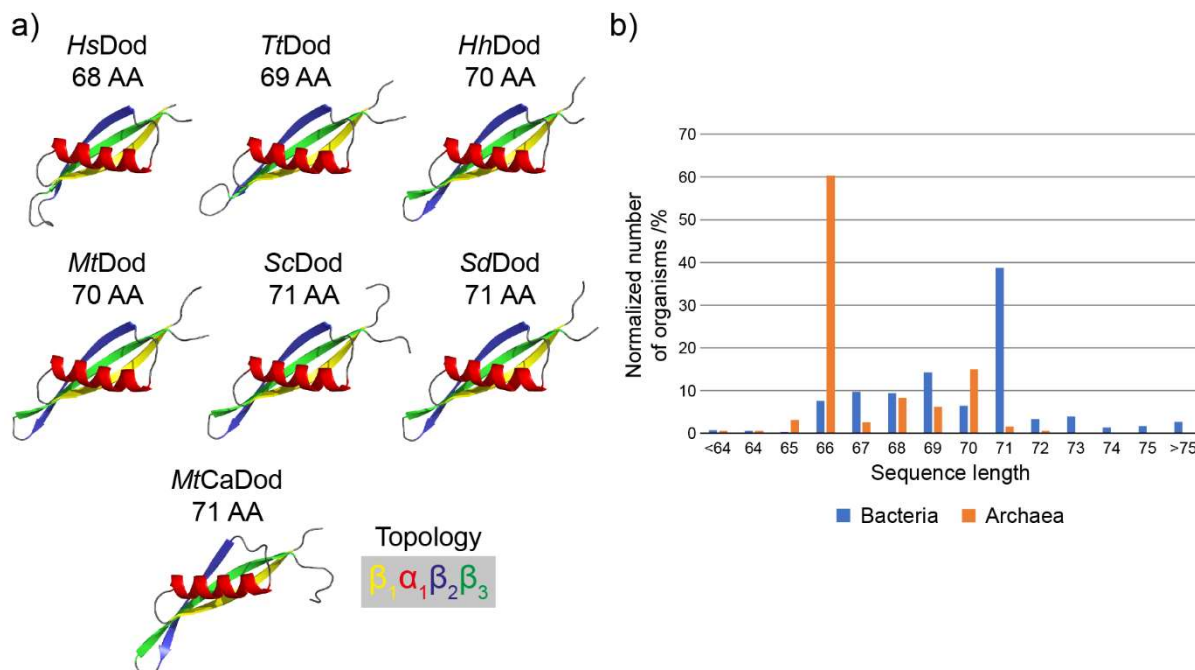 a)
HsDod
68 AA
TtDod
69 AA
HhDod
70 AA
MtDod
70 AA
ScDod
71 AA
SdDod
71 AA
MtCaDod
71 AA
Topology
β1α1β2β3
b)
Normalized number
of organisms /%
70
60
50
40
30
20
10
0
<64 64 65 66 67 68 69 70 71 72 73 74 75 >75
Sequence length
Bacteria Archaea